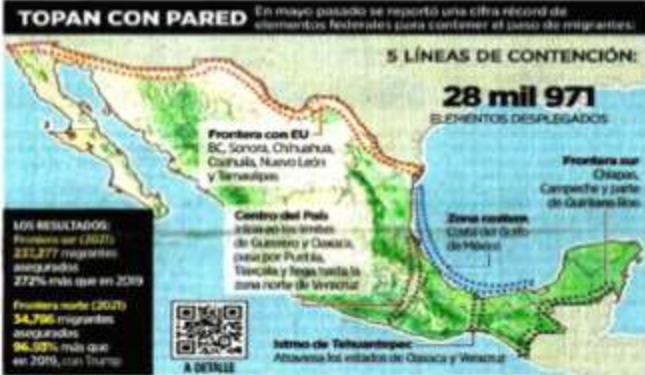 TOPAN CON PARED
En mayo pasado se reportó una cifra récord de
elementos federales para contener el paso de migrantes:
5 LÍNEAS DE CONTENCIÓN:
28 mil 971
ELEMENTOS DESPLEGADOS
Frontera con EU
BC, Sonora, Chihuahua,
Coahuila, Nuevo León
y Tamaulipas
Frontera sur
Chiapas,
Campeche y parte
de Quintana Roo
Centro del País
en los límites
de Guerrero y Oaxaca,
pasa por Puebla,
Tlaxcala y llega hasta la
zona norte de Veracruz
Zona costera
Costa del Golfo
de México
LOS RESULTADOS:
Frontera sur (2021)
migrantes
asegurados
272% más que en 2019
Frontera norte (2021)
34,786 migrantes
asegurados
96.93% más que
en 2019, con Trump
A DETALLE
Istmo de Tehuantepec
Atraviesa los estados de Oaxaca y Veracruz